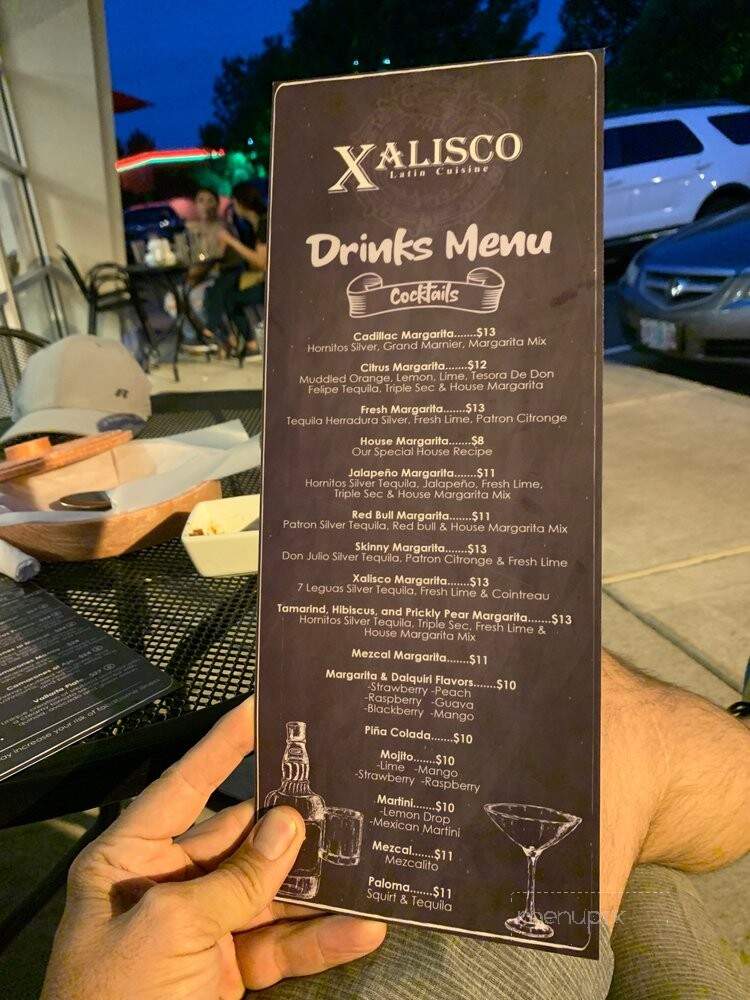 XALISCO
Latin Cuisine
Drinks Menu
Cocktails
Cadillac Margarita.......$13
Hornitos Silver, Grand Marnier, Margarita Mix
Citrus Margarita.......$12
Muddled Orange, Lemon, Lime, Tesora De Don
Felipe Tequila, Triple Sec & House Margarita
Fresh Margarita.......$13
Tequila Herradura Silver, Fresh Lime, Patron Citronge
House Margarita.......$8
Our Special House Recipe
Jalapeño Margarita.......$11
Hornitos Silver Tequila, Jalapeño, Fresh Lime,
Triple Sec & House Margarita Mix
Red Bull Margarita.......$11
Patron Silver Tequila, Red bull & House Margarita Mix
Skinny Margarita.......$13
Don Julio Silver Tequila, Patron Citronge & Fresh Lime
Xalisco Margarita.......$13
7 Leguas Silver Tequila, Fresh Lime & Cointreau
Tamarind, Hibiscus, and Prickly Pear Margarita.......$13
Hornitos Silver Tequila, Triple Sec, Fresh Lime &
House Margarita Mix
Mezcal Margarita.......$11
Margarita & Daiquiri Flavors.......$10
-Strawberry -Peach
-Raspberry -Guava
-Blackberry -Mango
Piña Colada.......$10
Mojito.......$10
-Lime -Mango
-Strawberry -Raspberry
Martini.......$10
-Lemon Drop
-Mexican Martini
Mezcal.......$11
Mezcalito
Paloma.......$11
Squirt & Tequila
menupix
Vallarta Plat
may increase your risk of